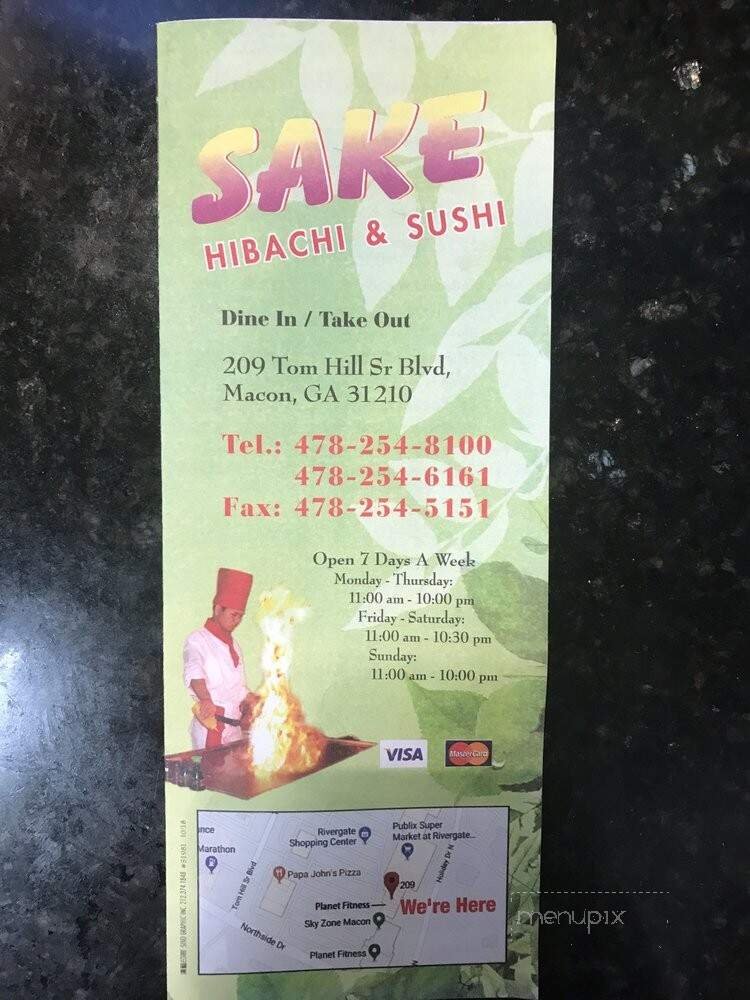 SAKE
HIBACHI & SUSHI
Dine In / Take Out
209 Tom Hill Sr Blvd,
Macon, GA 31210
Tel.: 478-254-8100
478-254-6161
Fax: 478-254-5151
Open 7 Days A Week
Monday - Thursday:
11:00 am - 10:00 pm
Friday - Saturday:
11:00 am - 10:30 pm
Sunday:
11:00 am - 10:00 pm
VISA
MasterCard
Rivergate
Shopping Center
Publix Super
Market at Rivergate...
Marathon
Tom Hill Sr Blvd
Papa John's Pizza
Holiday Dr N
209
Planet Fitness
We're Here
Sky Zone Macon
Northside Dr
Planet Fitness
N
menupix